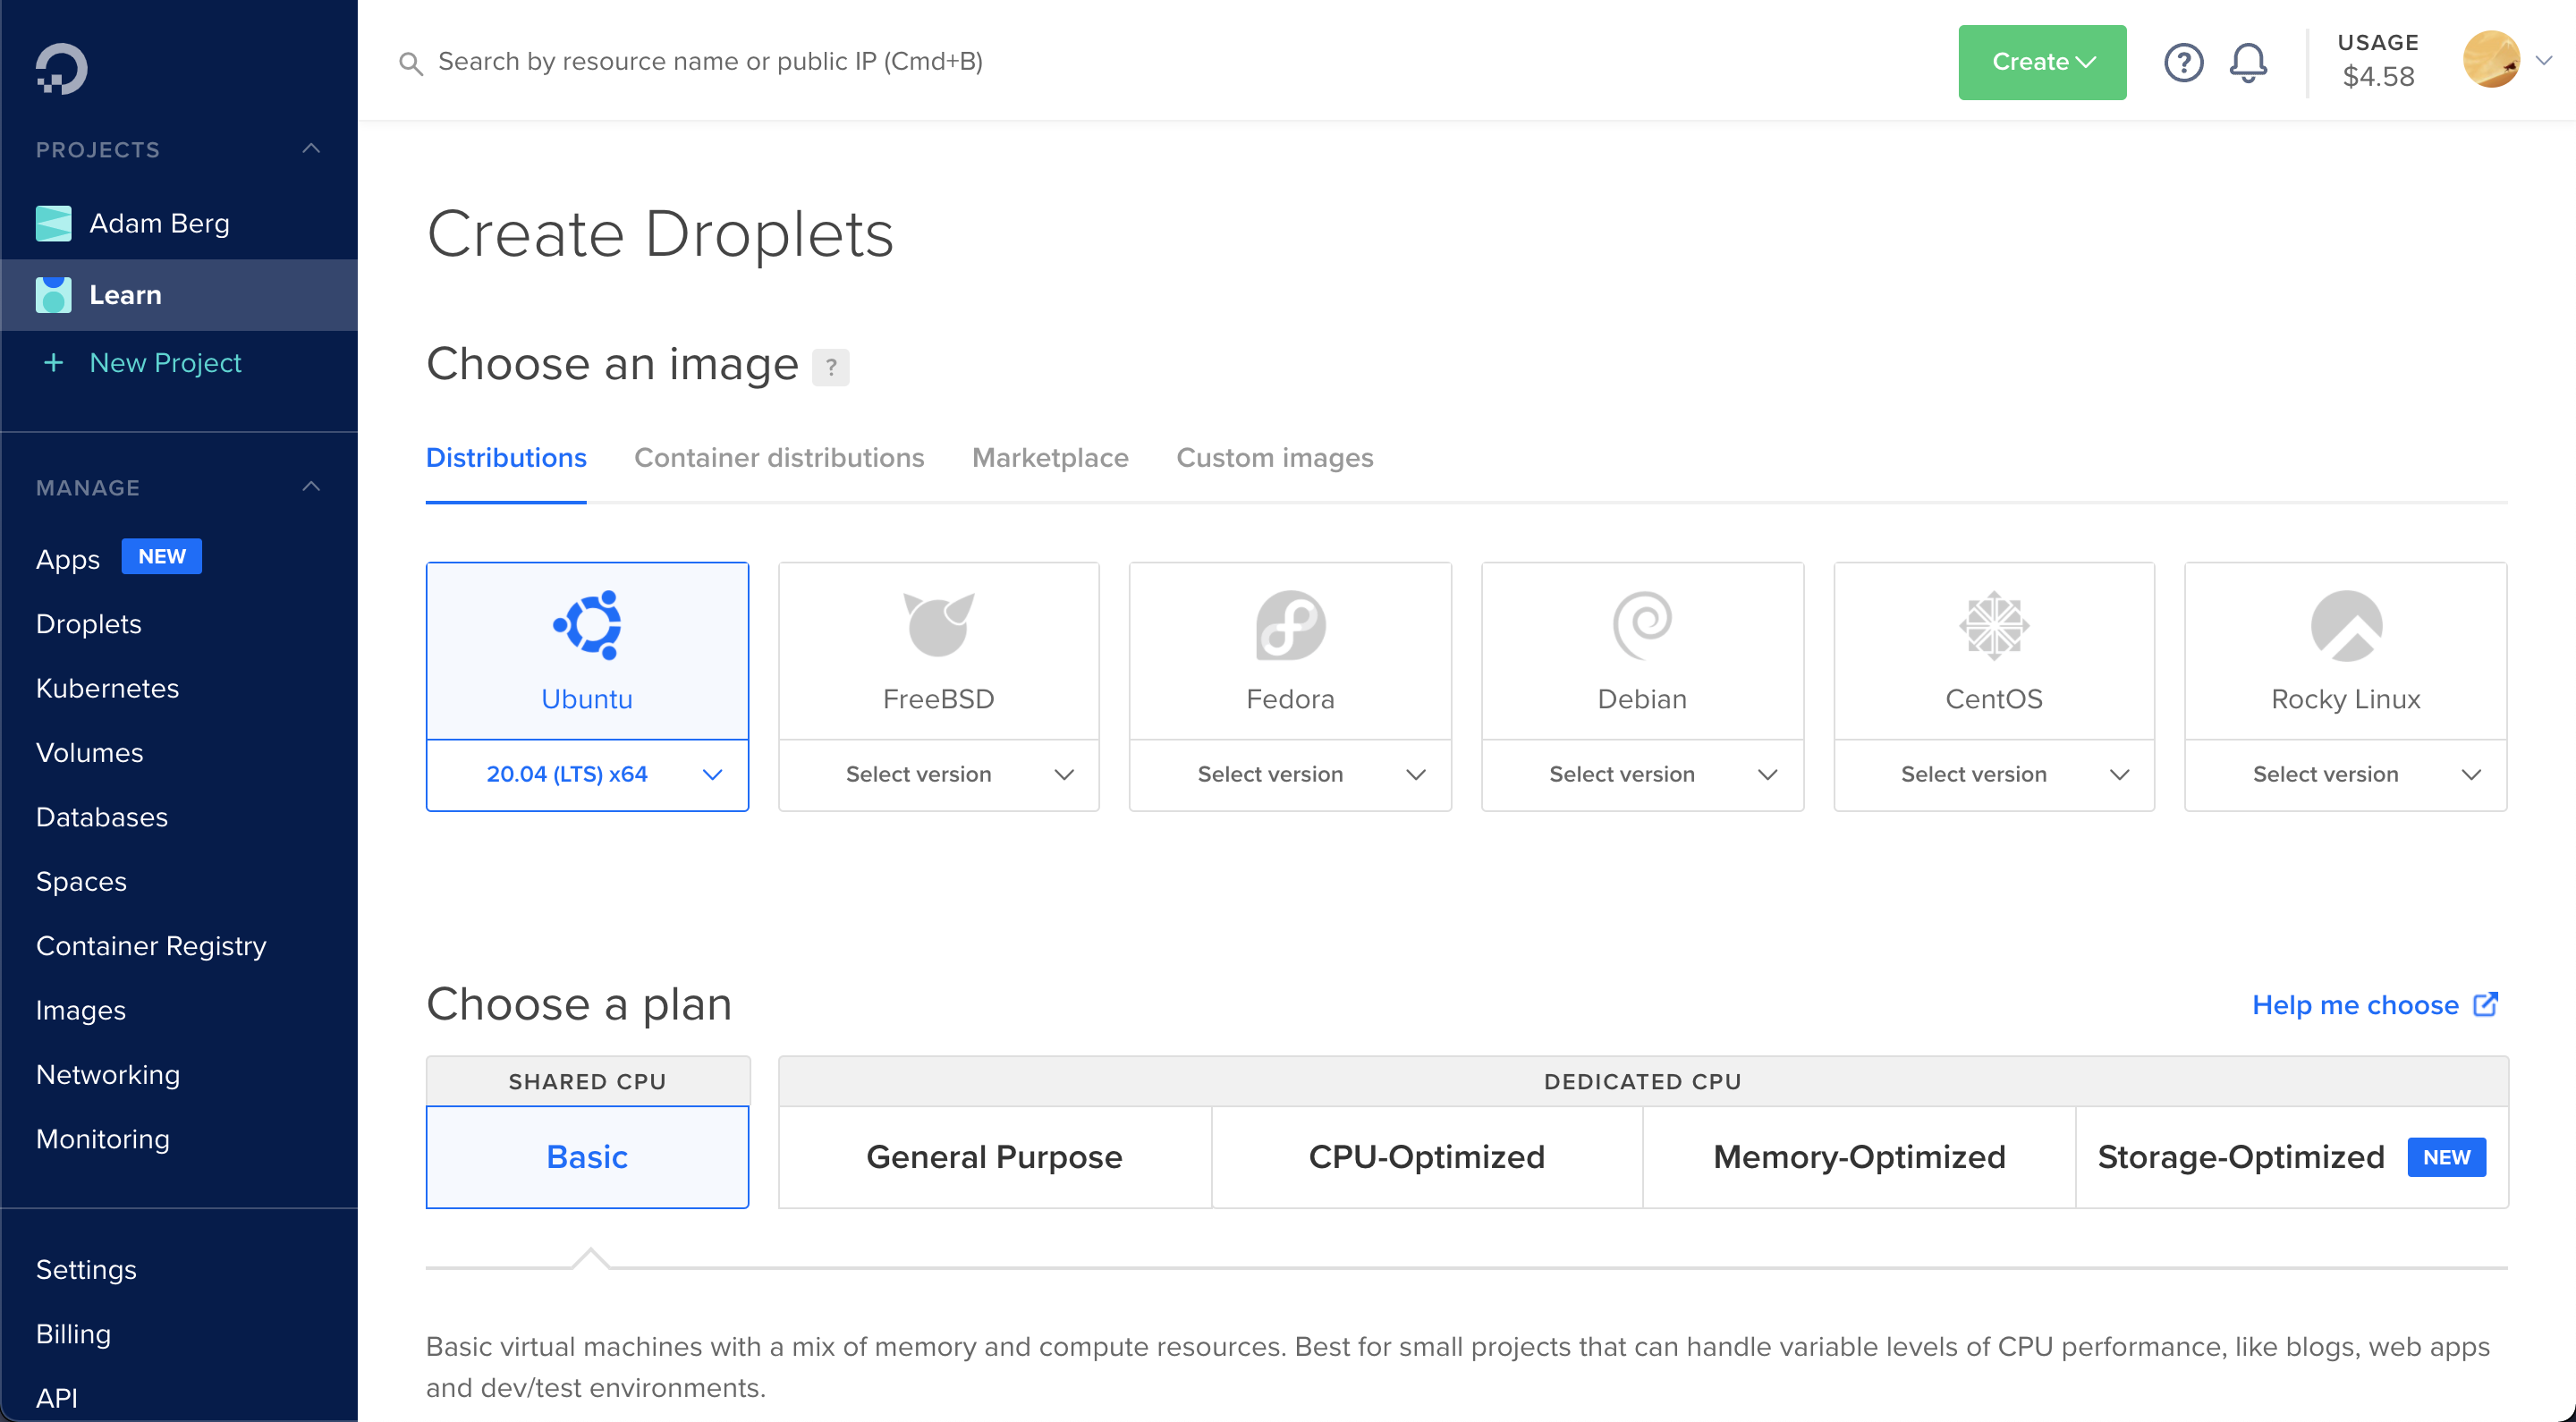 Search by resource name or public IP (Cmd+B)
Create
?
USAGE
$4.58
PROJECTS
Adam Berg
Learn
+ New Project
MANAGE
Apps NEW
Droplets
Kubernetes
Volumes
Databases
Spaces
Container Registry
Images
Networking
Monitoring
Settings
Billing
API
Create Droplets
Choose an image ?
Distributions Container distributions Marketplace Custom images
Ubuntu FreeBSD Fedora Debian CentOS Rocky Linux
20.04 (LTS) x64 Select version Select version Select version Select version Select version
Choose a plan Help me choose
SHARED CPU DEDICATED CPU
Basic General Purpose CPU-Optimized Memory-Optimized Storage-Optimized NEW
Basic virtual machines with a mix of memory and compute resources. Best for small projects that can handle variable levels of CPU performance, like blogs, web apps
and dev/test environments.